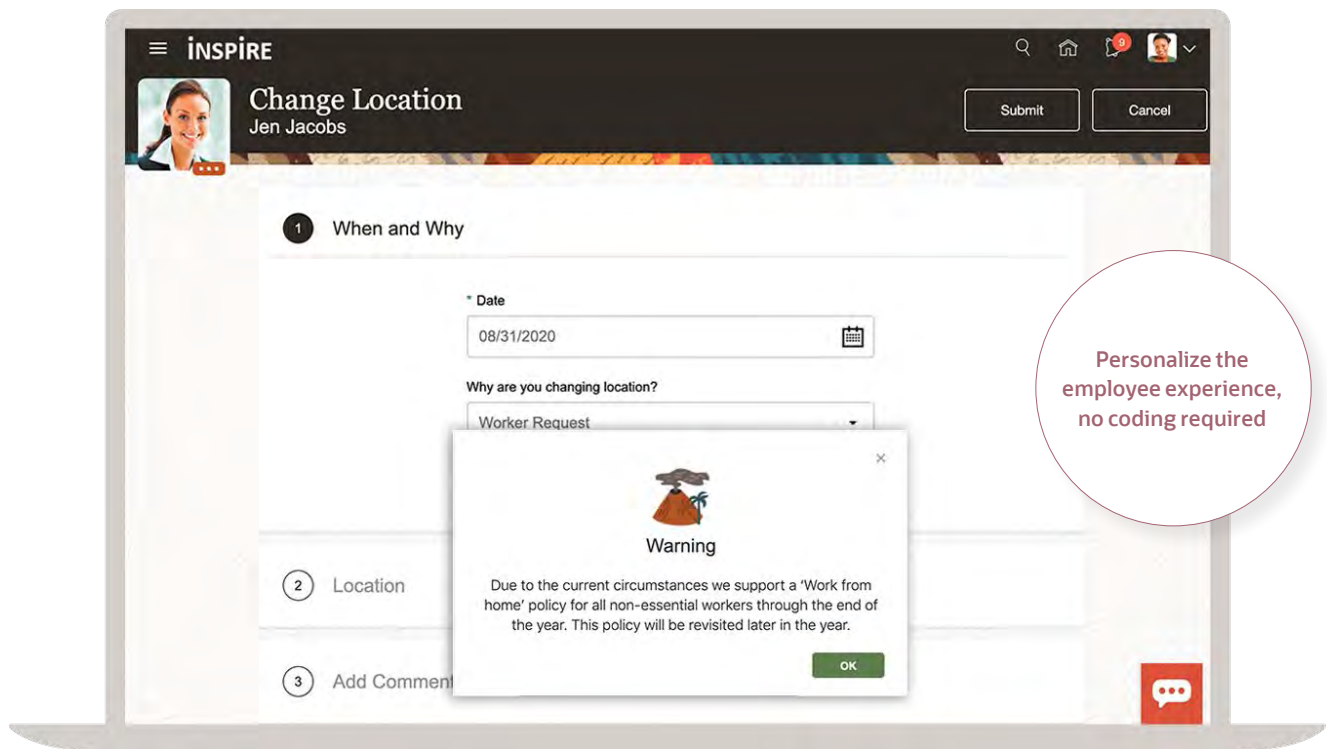 İNSPİRE
9
Change Location
Jen Jacobs
Submit
Cancel
1 When and Why
* Date
08/31/2020
Why are you changing location?
Worker Request
Warning
Due to the current circumstances we support a ‘Work from
home’ policy for all non-essential workers through the end of
the year. This policy will be revisited later in the year.
OK
2 Location
3 Add Comment
Personalize the
employee experience,
no coding required